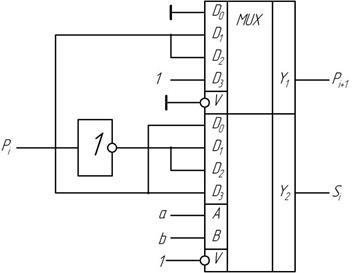 D₀ MUX
D₁
D₂
1 D₃ Y₁ Pᵢ₊₁
V
D₀
Pᵢ 1 D₁
D₂
D₃ Y₂ Sᵢ
a A
b B
1 V